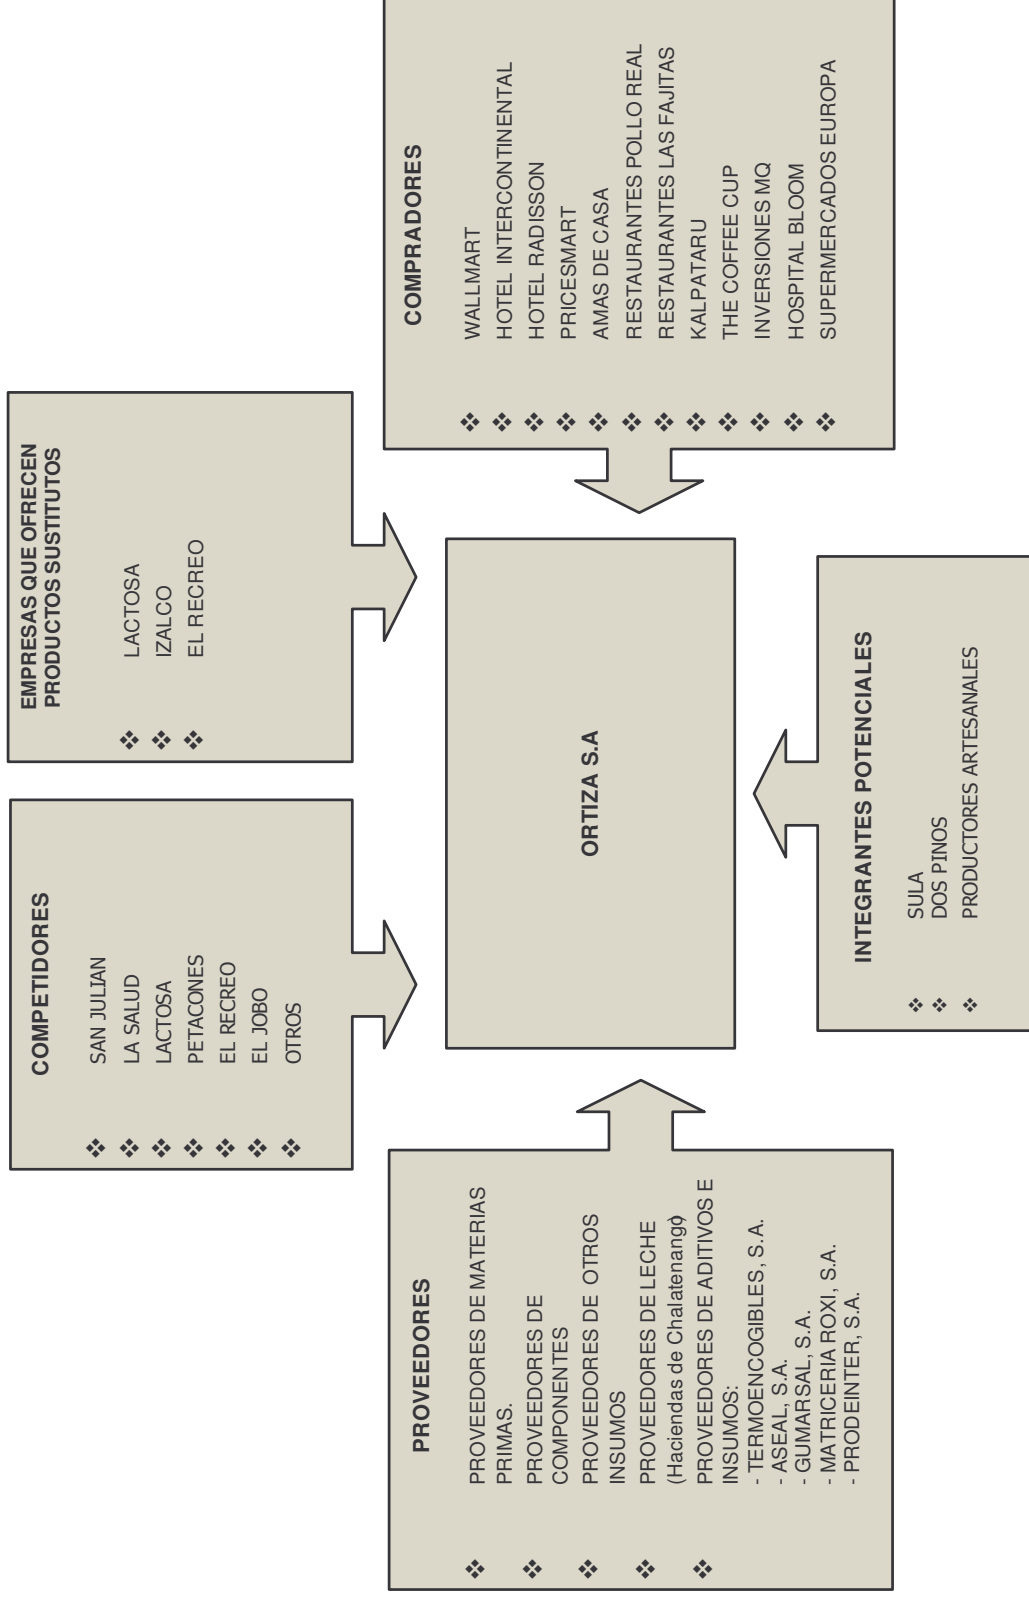 COMPETIDORES
SAN JULIAN
LA SALUD
LACTOSA
PETACONES
EL RECREO
EL JOBO
OTROS
EMPRESAS QUE OFRECEN
PRODUCTOS SUSTITUTOS
LACTOSA
IZALCO
EL RECREO
PROVEEDORES
PROVEEDORES DE MATERIAS
PRIMAS.
PROVEEDORES DE
COMPONENTES
PROVEEDORES DE OTROS
INSUMOS
PROVEEDORES DE LECHE
(Haciendas de Chalatenango)
PROVEEDORES DE ADITIVOS E
INSUMOS:
- TERMOENCOGIBLES, S.A.
- ASEAL, S.A.
- GUMARSAL, S.A.
- MATRICERIA ROXI, S.A.
- PRODEINTER, S.A.
ORTIZA S.A
COMPRADORES
WALLMART
HOTEL INTERCONTINENTAL
HOTEL RADISSON
PRICESMART
AMAS DE CASA
RESTAURANTES POLLO REAL
RESTAURANTES LAS FAJITAS
KALPATARU
THE COFFEE CUP
INVERSIONES MQ
HOSPITAL BLOOM
SUPERMERCADOS EUROPA
INTEGRANTES POTENCIALES
SULA
DOS PINOS
PRODUCTORES ARTESANALES